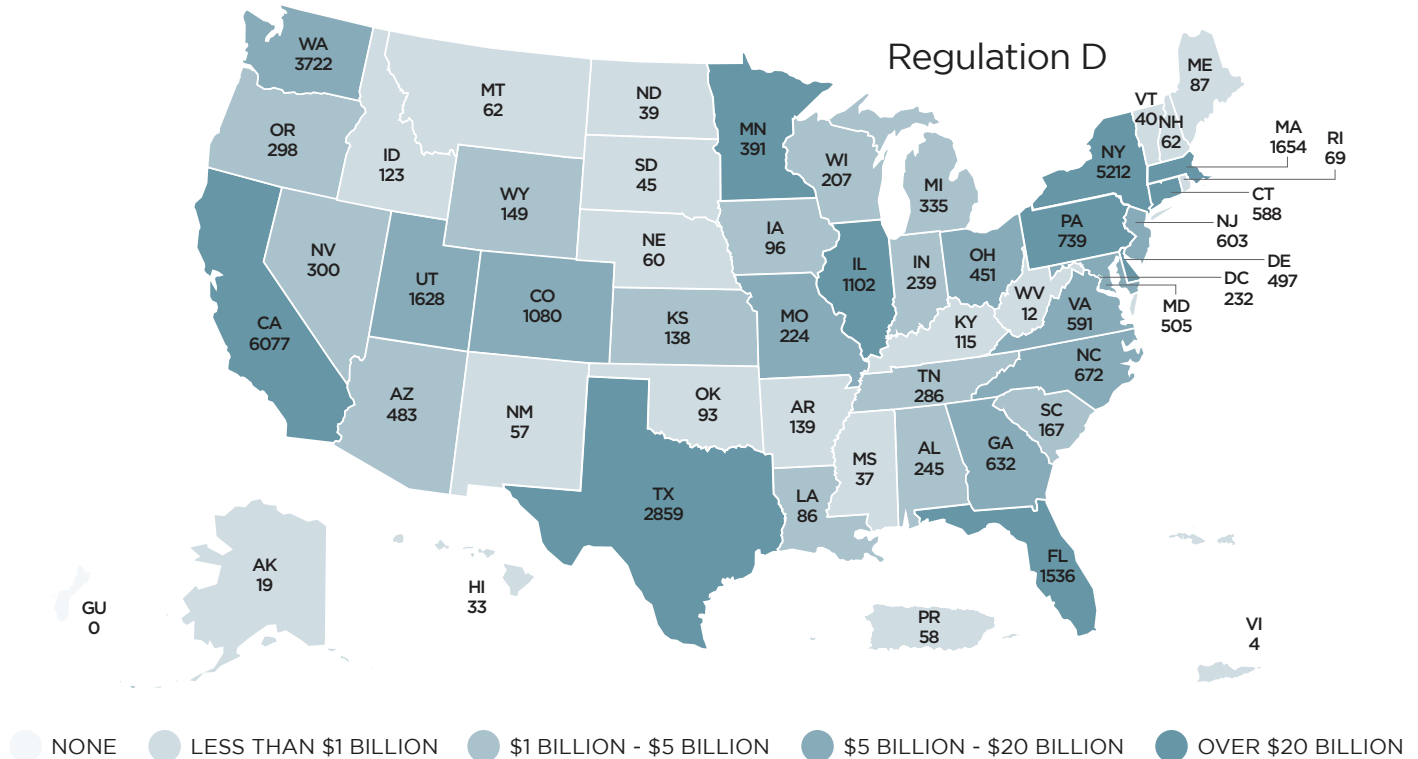 Regulation D
WA
3722
OR
298
CA
6077
NV
300
ID
123
MT
62
WY
149
UT
1628
CO
1080
AZ
483
NM
57
ND
39
SD
45
NE
60
KS
138
OK
93
TX
2859
MN
391
IA
96
MO
224
AR
139
LA
86
WI
207
IL
1102
MI
335
IN
239
OH
451
KY
115
TN
286
MS
37
AL
245
GA
632
FL
1536
SC
167
NC
672
VA
591
WV
12
PA
739
NY
5212
VT
40
NH
62
ME
87
MA
1654
RI
69
CT
588
NJ
603
DE
497
DC
232
MD
505
AK
19
HI
33
GU
0
PR
58
VI
4
NONE
LESS THAN $1 BILLION
$1 BILLION - $5 BILLION
$5 BILLION - $20 BILLION
OVER $20 BILLION